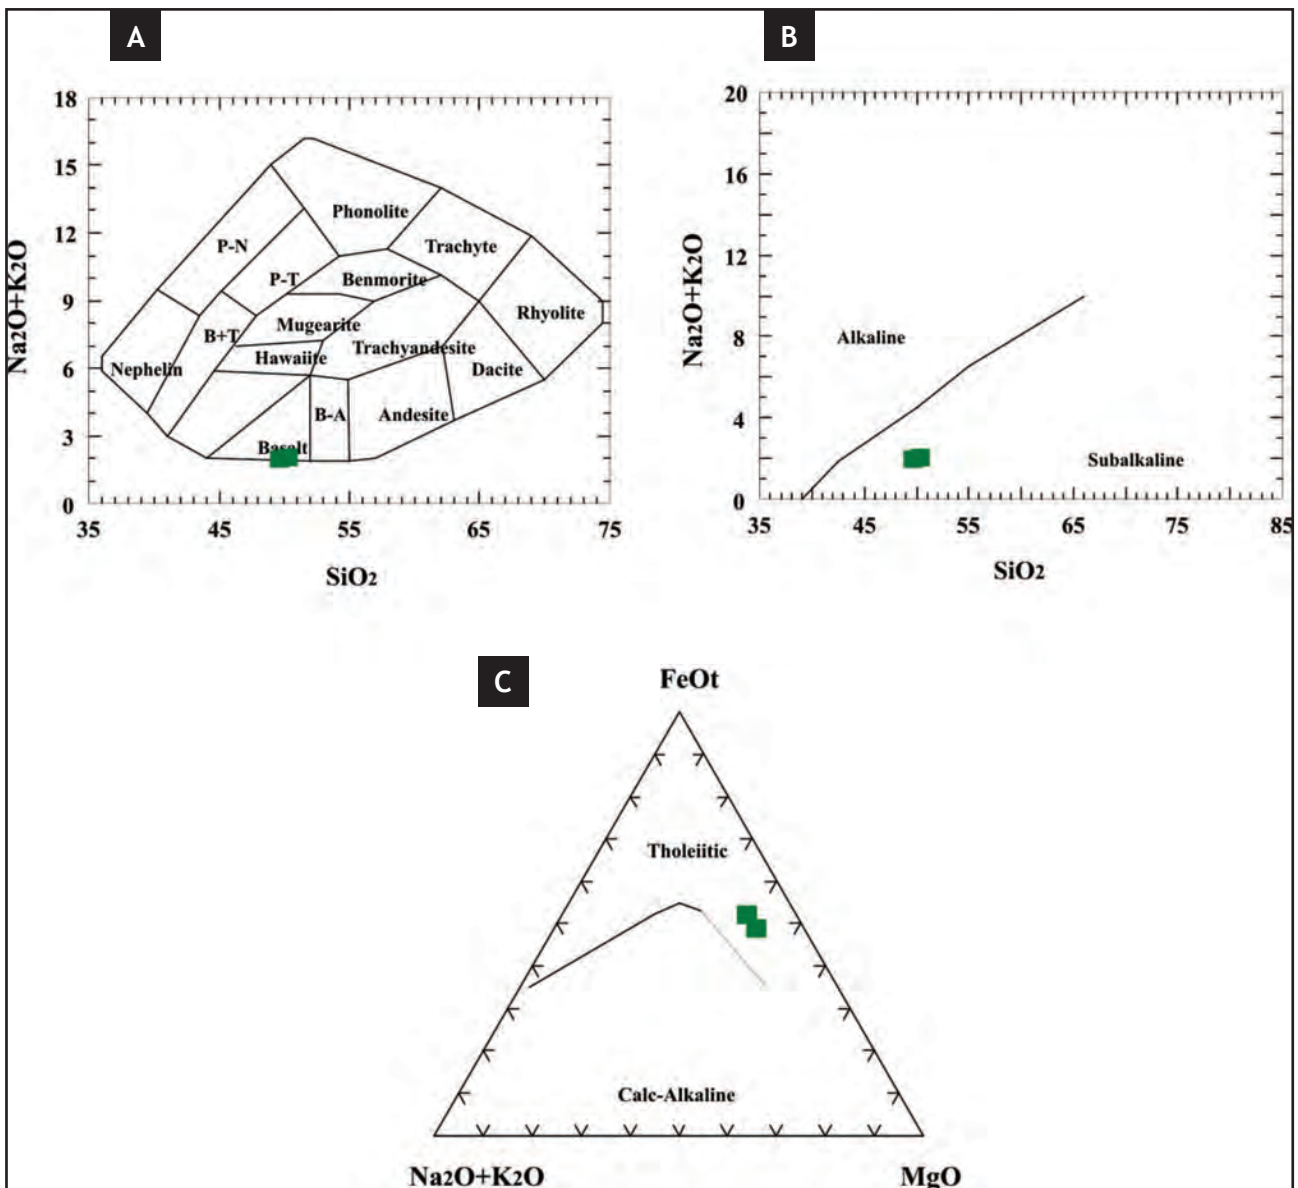 A
B
18
15
12
9
6
3
0
Na2O+K2O
Phonolite
Trachyte
P-N
P-T
Benmorite
Rhyolite
B+T
Mugearite
Trachyandesite
Hawaiite
Nephelin
Dacite
B-A
Andesite
Basalt
35 45 55 65 75
SiO2
20
16
12
8
4
0
Na2O+K2O
Alkaline
Subalkaline
35 45 55 65 75 85
SiO2
C
FeOt
Tholeiitic
Calc-Alkaline
Na2O+K2O MgO